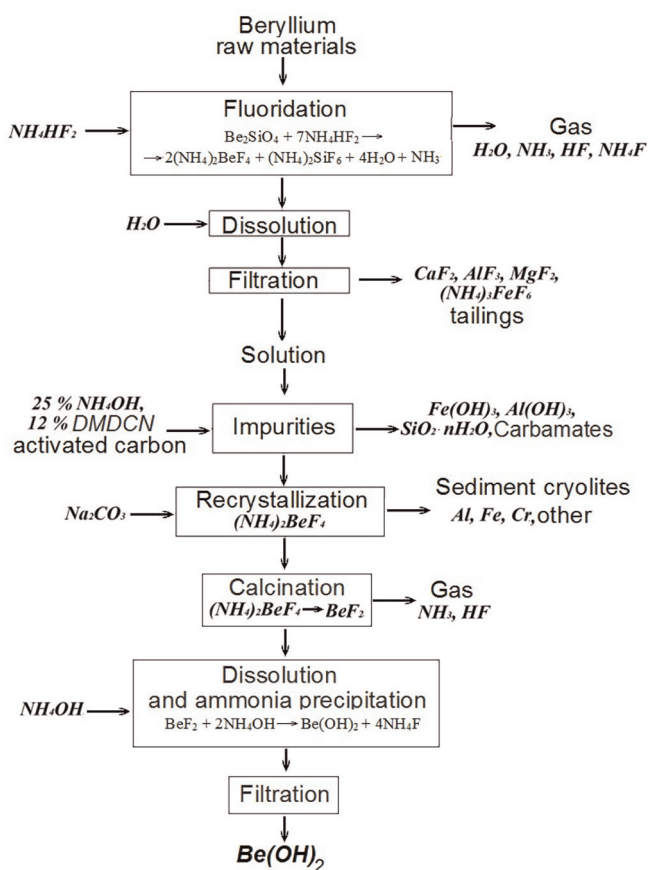 Beryllium
raw materials
NH₄HF₂
Fluoridation
Be₂SiO₄ + 7NH₄HF₂ →
→ 2(NH₄)₂BeF₄ + (NH₄)₂SiF₆ + 4H₂O + NH₃.
Gas
H₂O, NH₃, HF, NH₄F
H₂O
Dissolution
Filtration
CaF₂, AlF₃, MgF₂,
(NH₄)₃FeF₆
tailings
Solution
25 % NH₄OH,
12 % DMDCN
activated carbon
Impurities
Fe(OH)₃, Al(OH)₃,
SiO₂· nH₂O, Carbamates
Na₂CO₃
Recrystallization
(NH₄)₂BeF₄
Sediment cryolites
Al, Fe, Cr, other
Calcination
(NH₄)₂BeF₄ → BeF₂
Gas
NH₃, HF
NH₄OH
Dissolution
and ammonia precipitation
BeF₂ + 2NH₄OH → Be(OH)₂ + 4NH₄F
Filtration
Be(OH)₂